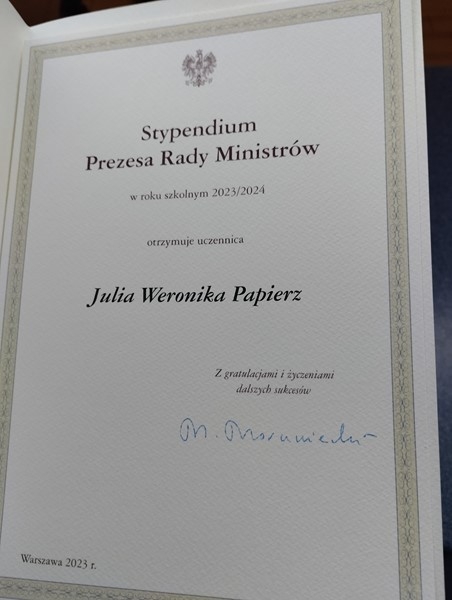 Stypendium
Prezesa Rady Ministrów
w roku szkolnym 2023/2024
otrzymuje uczennica
Julia Weronika Papierz
Z gratulacjami i życzeniami
dalszych sukcesów
M. Morawiecki
Warszawa 2023 r.